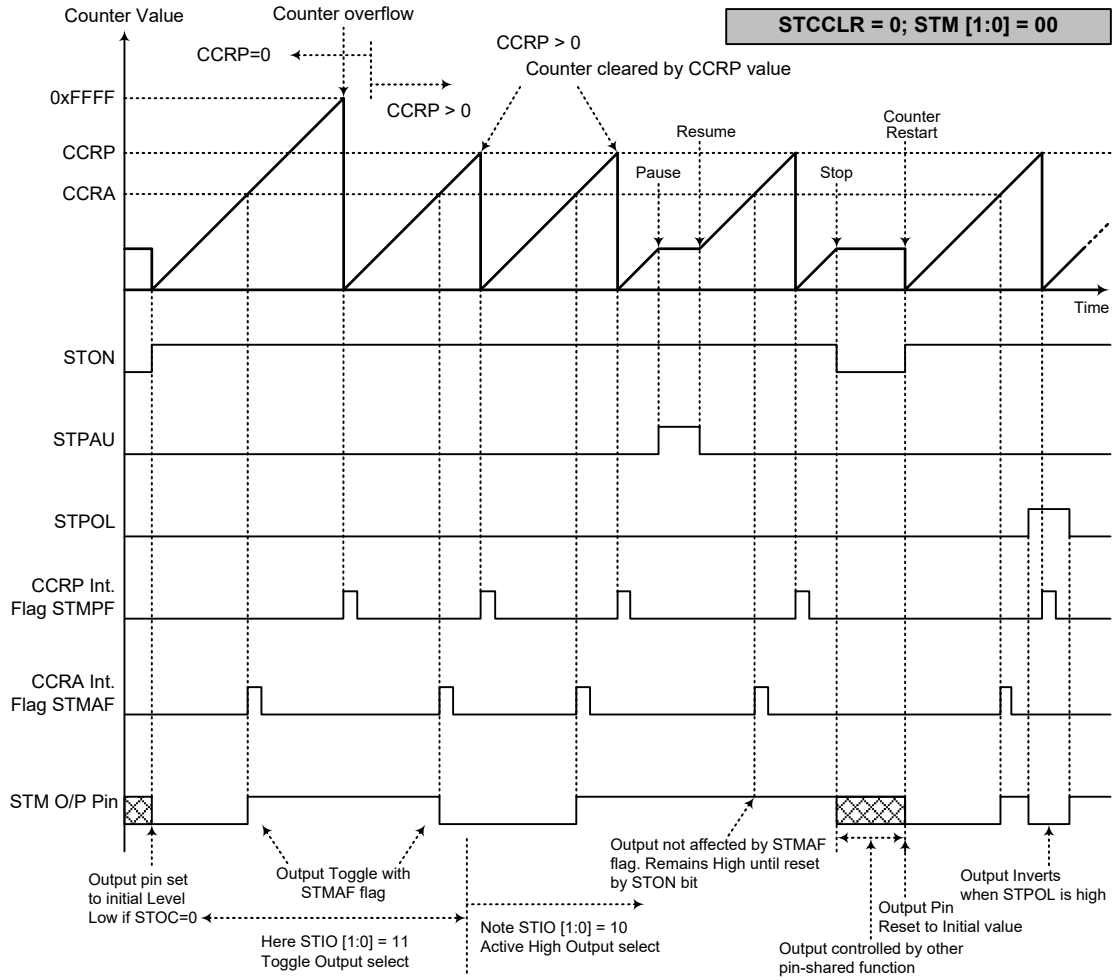 Counter Value
Counter overflow
STCCLR = 0; STM [1:0] = 00
CCRP=0
CCRP > 0
CCRP > 0
Counter cleared by CCRP value
0xFFFF
CCRP
CCRA
Pause
Resume
Stop
Counter
Restart
Time
STON
STPAU
STPOL
CCRP Int.
Flag STMPF
CCRA Int.
Flag STMAF
STM O/P Pin
Output pin set
to initial Level
Low if STOC=0
Output Toggle with
STMAF flag
Here STIO [1:0] = 11
Toggle Output select
Note STIO [1:0] = 10
Active High Output select
Output not affected by STMAF
flag. Remains High until reset
by STON bit
Output controlled by other
pin-shared function
Output Pin
Reset to Initial value
Output Inverts
when STPOL is high